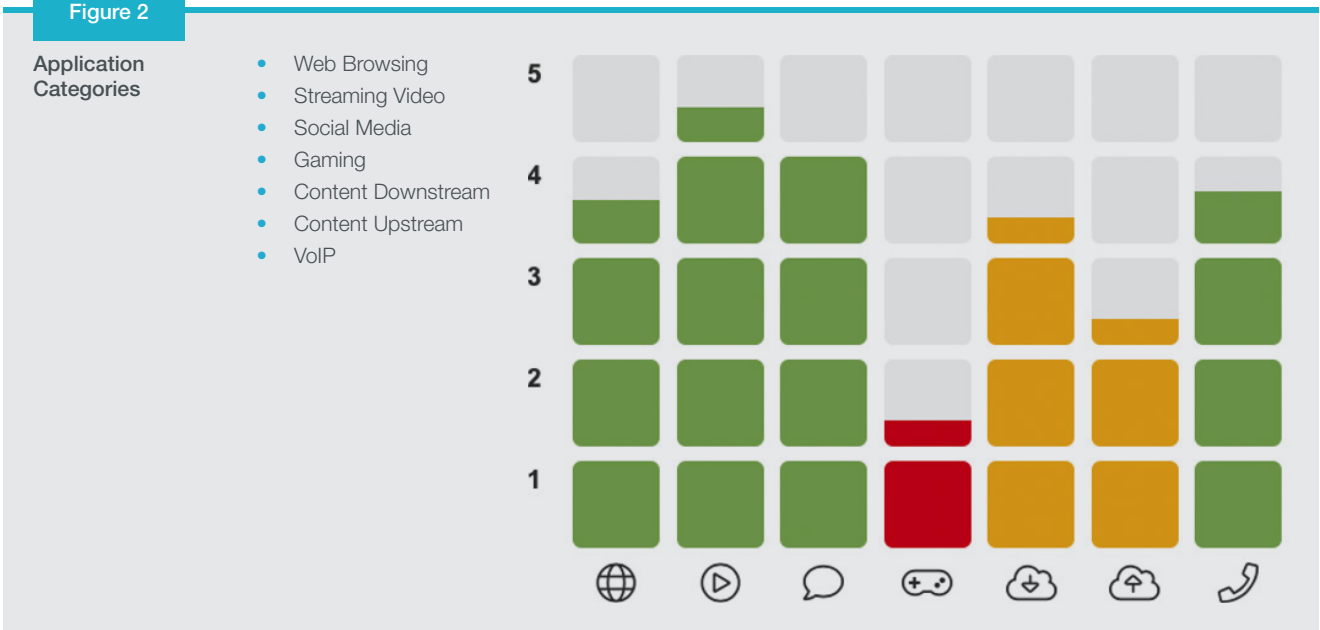 Figure 2
Application
Categories
Web Browsing
Streaming Video
Social Media
Gaming
Content Downstream
Content Upstream
VoIP
5
4
3
2
1